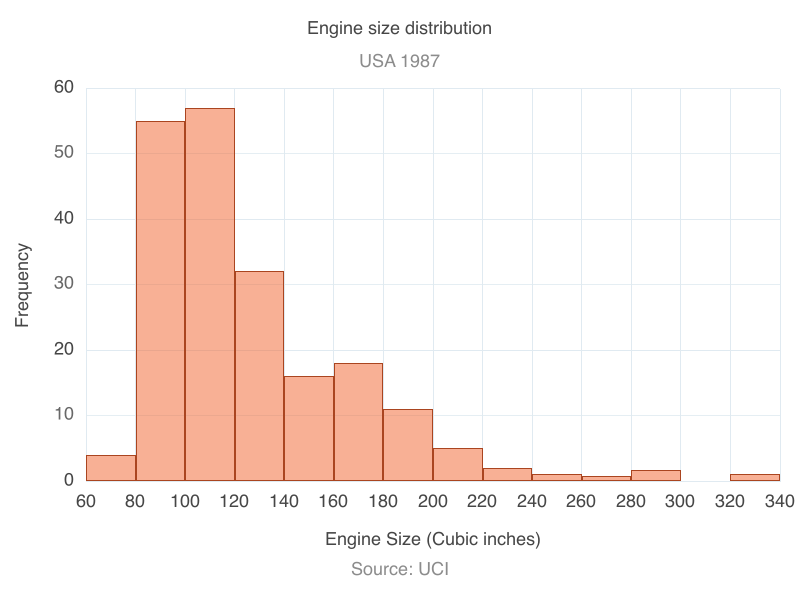 Engine size distribution
USA 1987
60
50
40
30
20
10
0
Frequency
60 80 100 120 140 160 180 200 220 240 260 280 300 320 340
Engine Size (Cubic inches)
Source: UCI